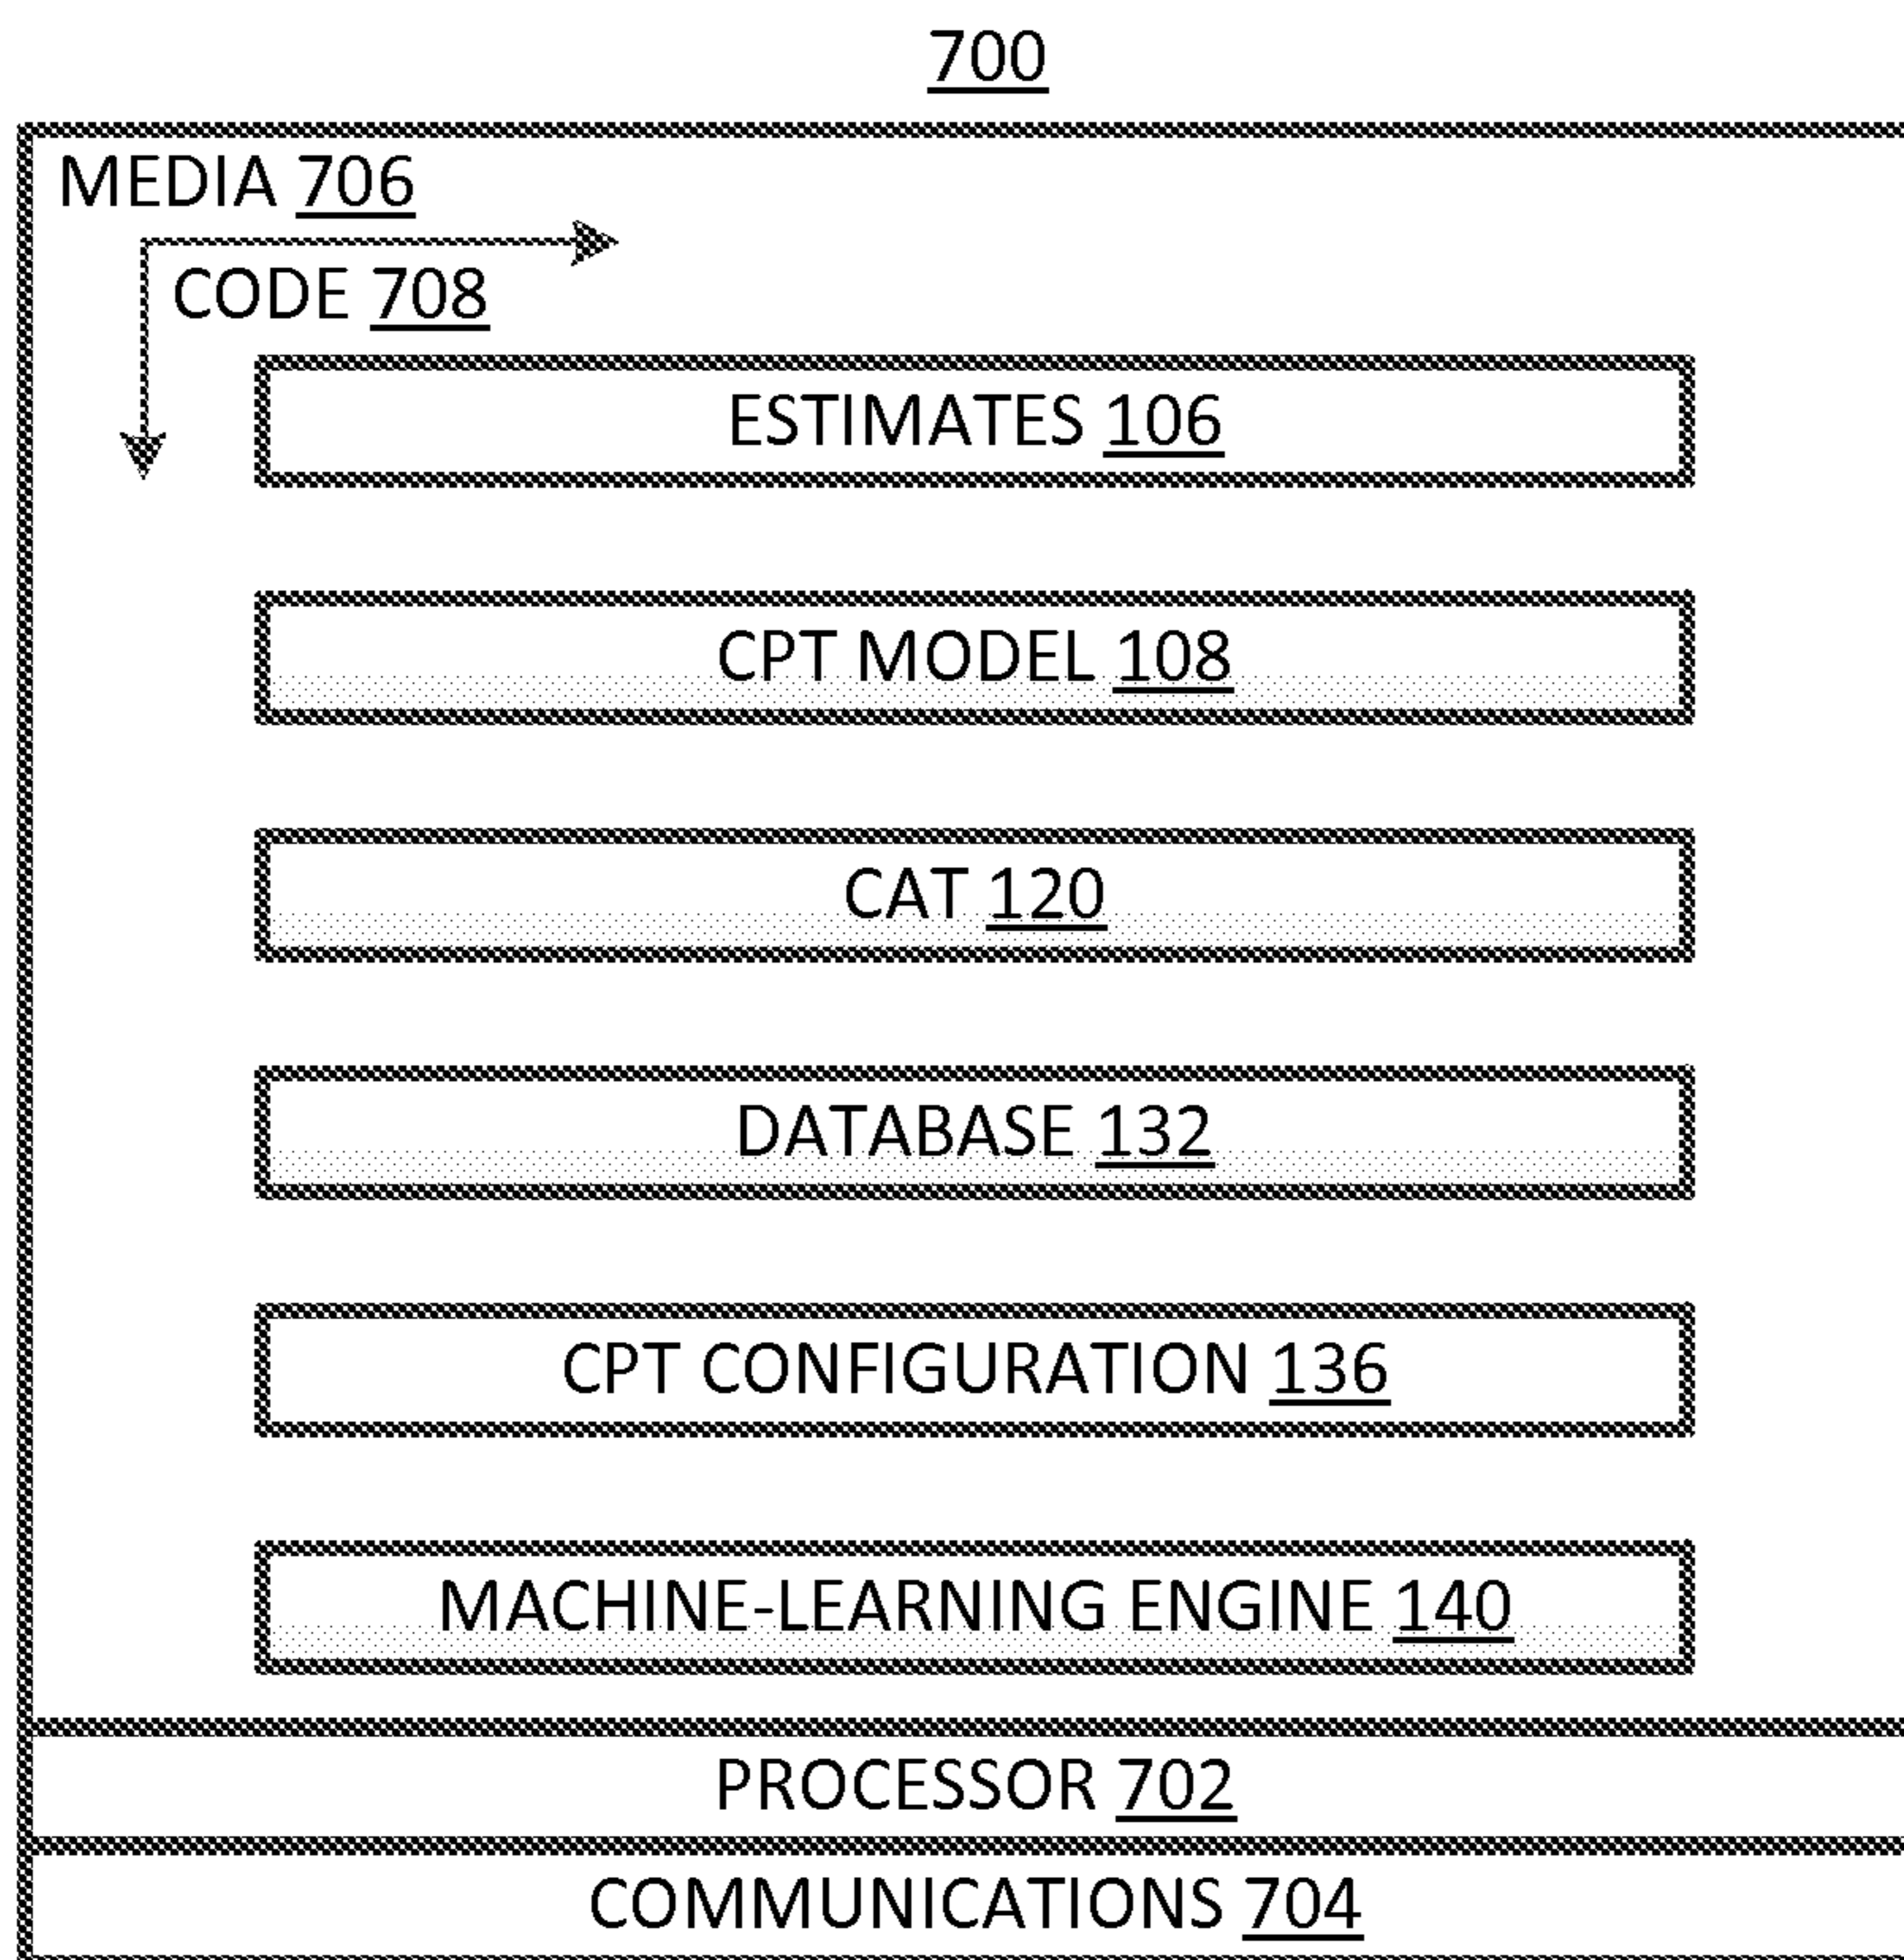 700
MEDIA 706
CODE 708
ESTIMATES 106
CPT MODEL 108
CAT 120
DATABASE 132
CPT CONFIGURATION 136
MACHINE-LEARNING ENGINE 140
PROCESSOR 702
COMMUNICATIONS 704